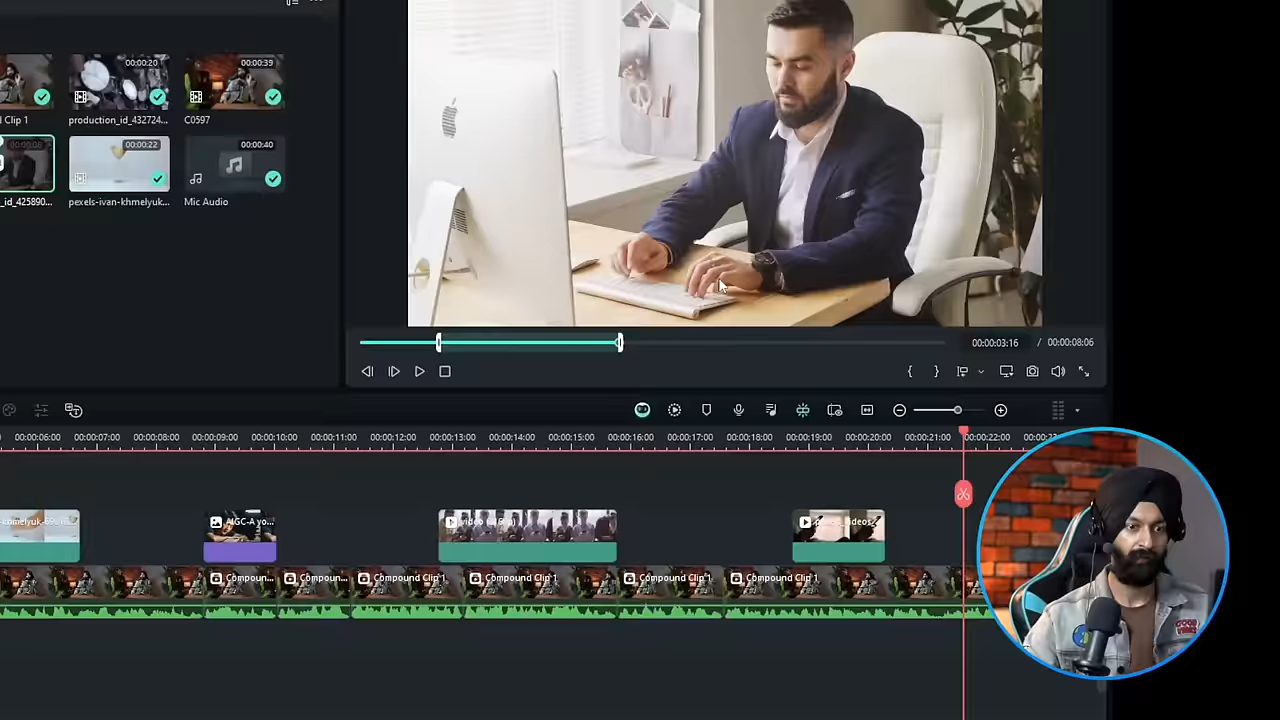 00:00:20
00:00:39
l Clip 1
production_id_432724...
C0597
00:00:08
00:00:22
00:00:40
_id_425890...
pexels-ivan-khmelyuk...
Mic Audio
00:00:03:16 / 00:00:08:06
00:00:06:00
00:00:07:00
00:00:08:00
00:00:09:00
00:00:10:00
00:00:11:00
00:00:12:00
00:00:13:00
00:00:14:00
00:00:15:00
00:00:16:00
00:00:17:00
00:00:18:00
00:00:19:00
00:00:20:00
00:00:21:00
00:00:22:00
AIGC-A yo...
Compoun...
Compoun...
Compound Clip 1
Compound Clip 1
Compound Clip 1
Compound Clip 1
GOOD VIBES